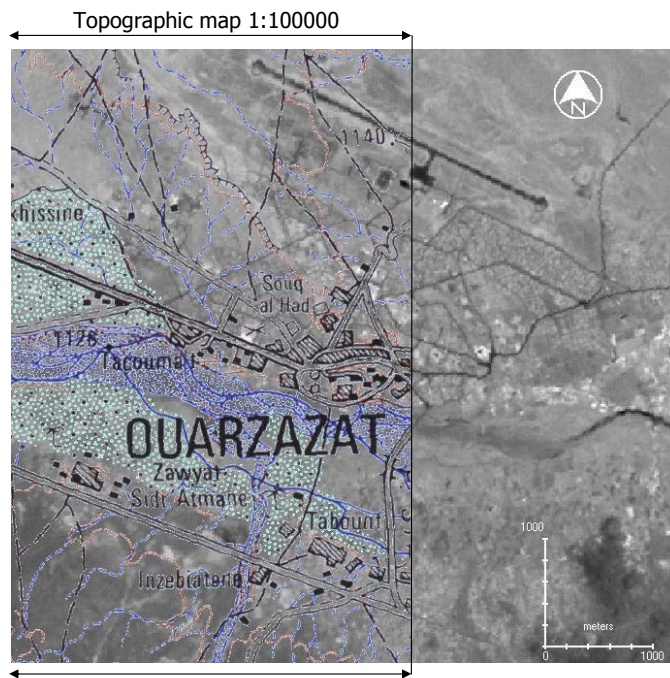 Topographic map 1:100000
N
1140
khissine
Souq
al Had
1126
Tacoumait
OUARZAZAT
Zawyat
Sidi Atmane
Tabount
Inzebiatene
1000
meters
0
1000